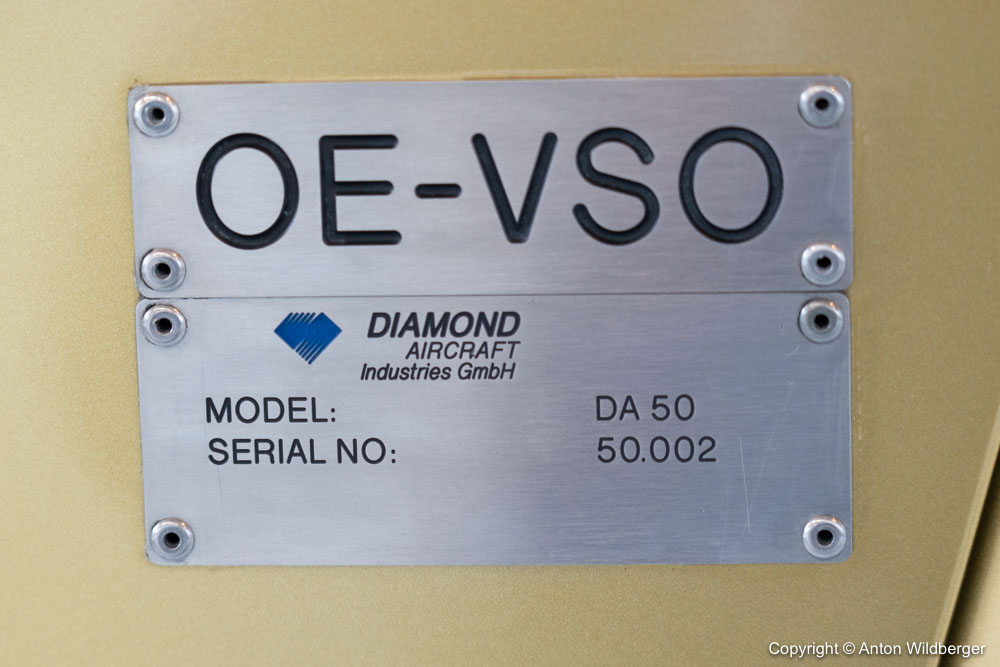 OE-VSO
DIAMOND
AIRCRAFT
Industries GmbH
MODEL: DA 50
SERIAL NO: 50.002
Copyright © Anton Wildberger